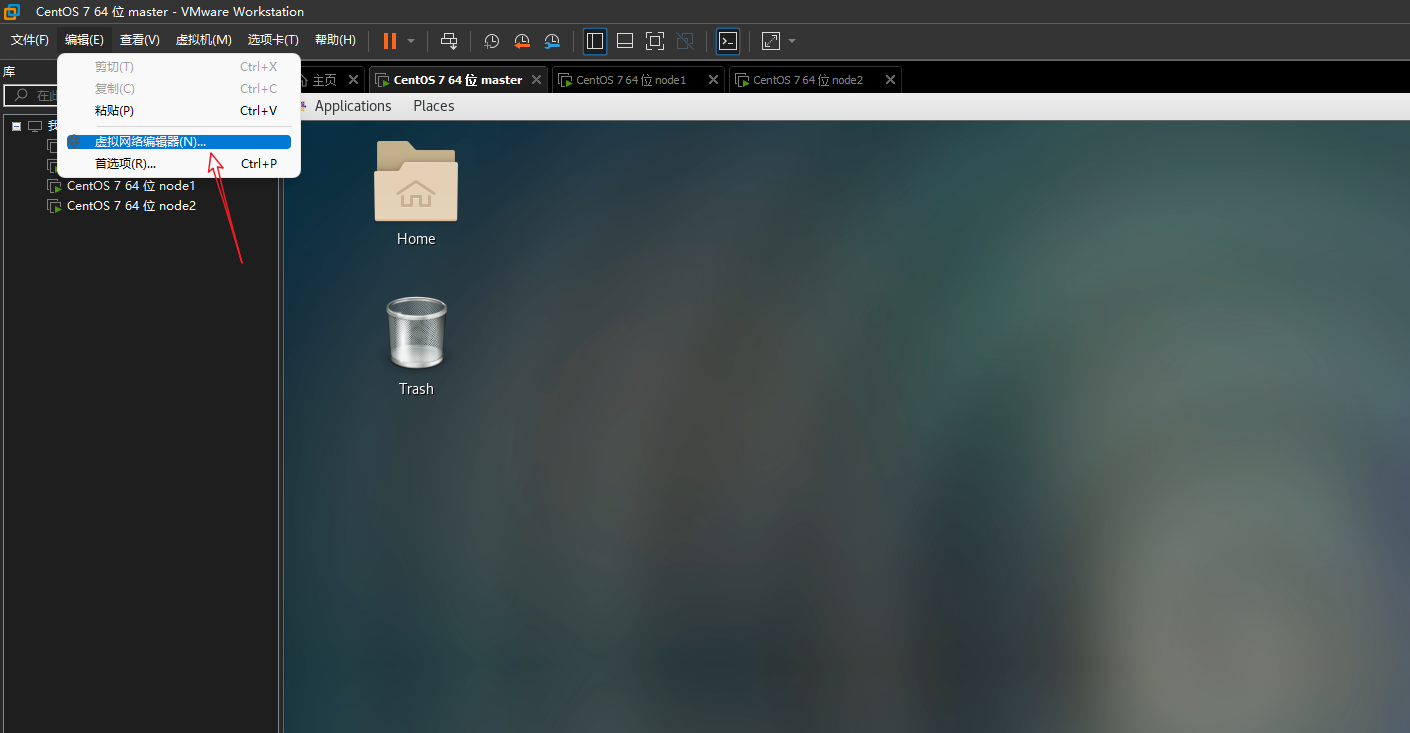 CentOS 7 64 位 master - VMware Workstation
文件(F) 编辑(E) 查看(V) 虚拟机(M) 选项卡(T) 帮助(H)
库
在此
我
剪切(T) Ctrl+X
复制(C) Ctrl+C
粘贴(P) Ctrl+V
虚拟网络编辑器(N)...
首选项(R)... Ctrl+P
CentOS 7 64 位 node1
CentOS 7 64 位 node2
主页 CentOS 7 64 位 master CentOS 7 64 位 node1 CentOS 7 64 位 node2
Applications Places
Home
Trash